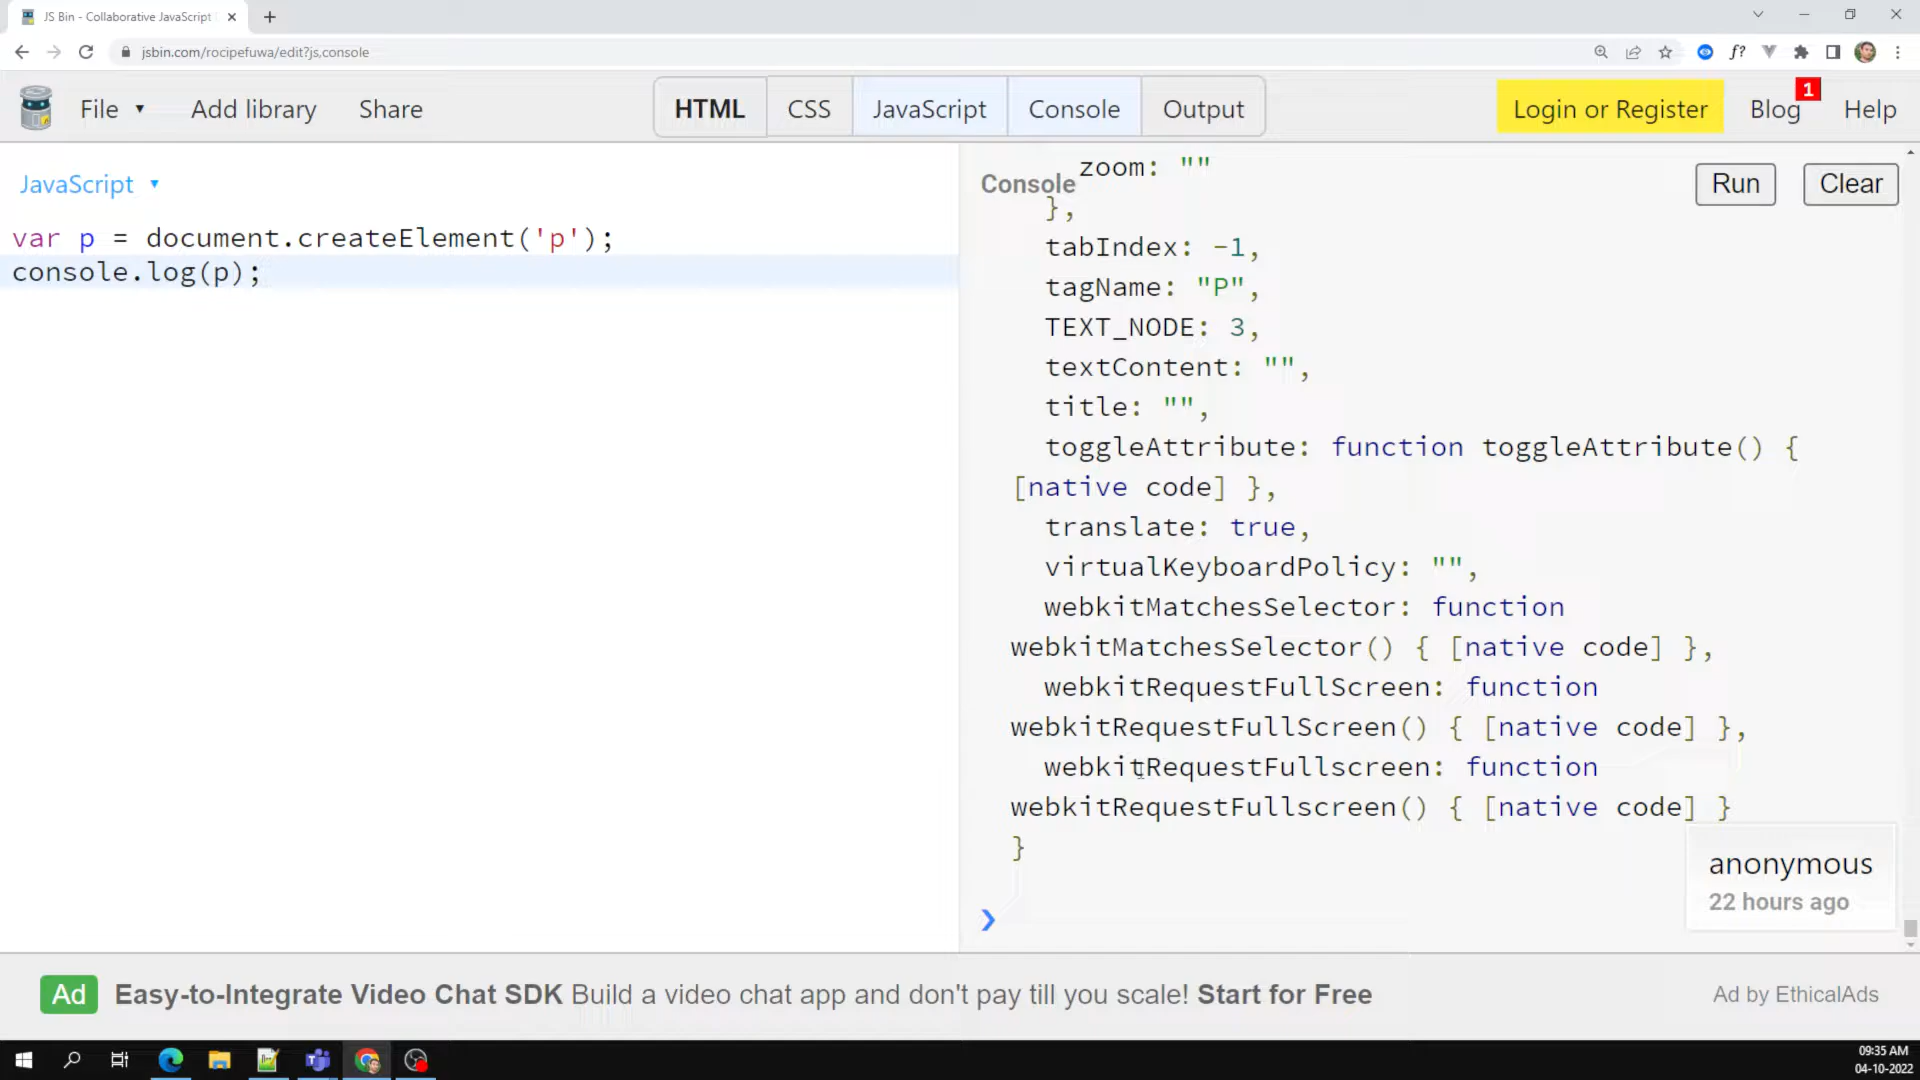 JS Bin - Collaborative JavaScript
jsbin.com/rocipefuwa/edit?js,console
f?
File
Add library
Share
HTML
CSS
JavaScript
Console
Output
Login or Register
Blog
1
Help
JavaScript
var p = document.createElement('p');
console.log(p);
Console
Run
Clear
zoom: ""
},
tabIndex: -1,
tagName: "P",
TEXT_NODE: 3,
textContent: "",
title: "",
toggleAttribute: function toggleAttribute() {
[native code] },
translate: true,
virtualKeyboardPolicy: "",
webkitMatchesSelector: function
webkitMatchesSelector() { [native code] },
webkitRequestFullScreen: function
webkitRequestFullScreen() { [native code] },
webkitRequestFullscreen: function
webkitRequestFullscreen() { [native code] }
}
anonymous
22 hours ago
Ad
Easy-to-Integrate Video Chat SDK Build a video chat app and don't pay till you scale! Start for Free
Ad by EthicalAds
09:35 AM
04-10-2022